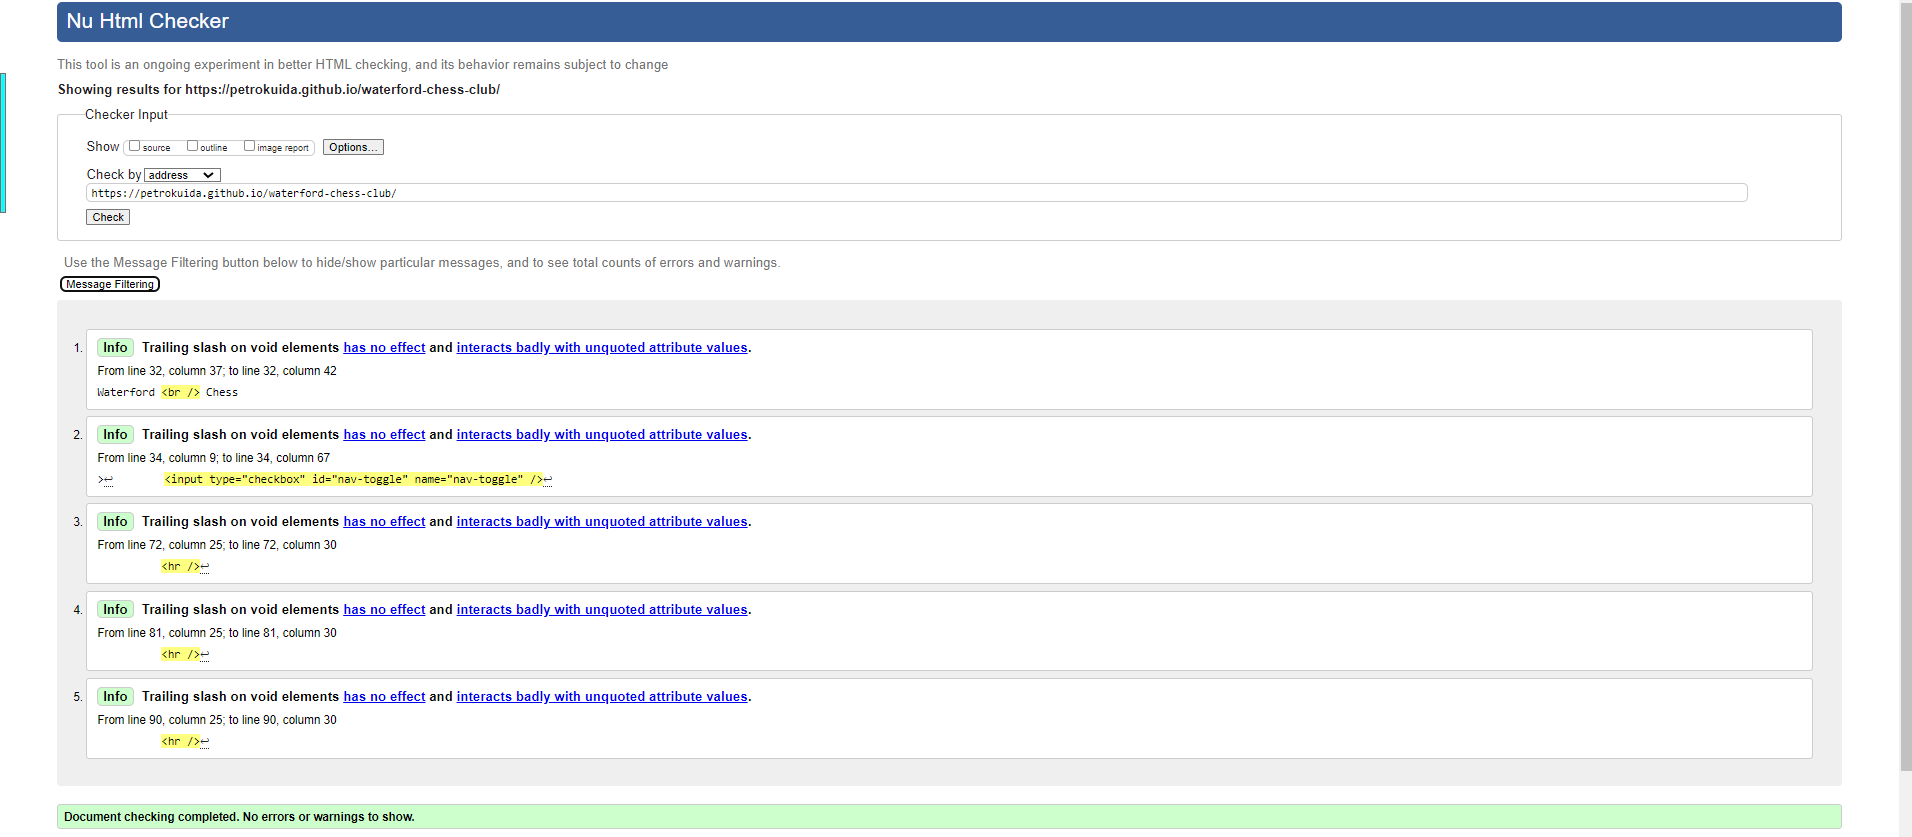 Nu Html Checker
This tool is an ongoing experiment in better HTML checking, and its behavior remains subject to change
Showing results for https://petrokuida.github.io/waterford-chess-club/
Checker Input
Show source outline image report Options...
Check by address
https://petrokuida.github.io/waterford-chess-club/
Check
Use the Message Filtering button below to hide/show particular messages, and to see total counts of errors and warnings.
Message Filtering
1. Info Trailing slash on void elements has no effect and interacts badly with unquoted attribute values.
From line 32, column 37; to line 32, column 42
Waterford <br /> Chess
2. Info Trailing slash on void elements has no effect and interacts badly with unquoted attribute values.
From line 34, column 9; to line 34, column 67
>↩ <input type="checkbox" id="nav-toggle" name="nav-toggle" />↩
3. Info Trailing slash on void elements has no effect and interacts badly with unquoted attribute values.
From line 72, column 25; to line 72, column 30
<hr />↩
4. Info Trailing slash on void elements has no effect and interacts badly with unquoted attribute values.
From line 81, column 25; to line 81, column 30
<hr />↩
5. Info Trailing slash on void elements has no effect and interacts badly with unquoted attribute values.
From line 90, column 25; to line 90, column 30
<hr />↩
Document checking completed. No errors or warnings to show.